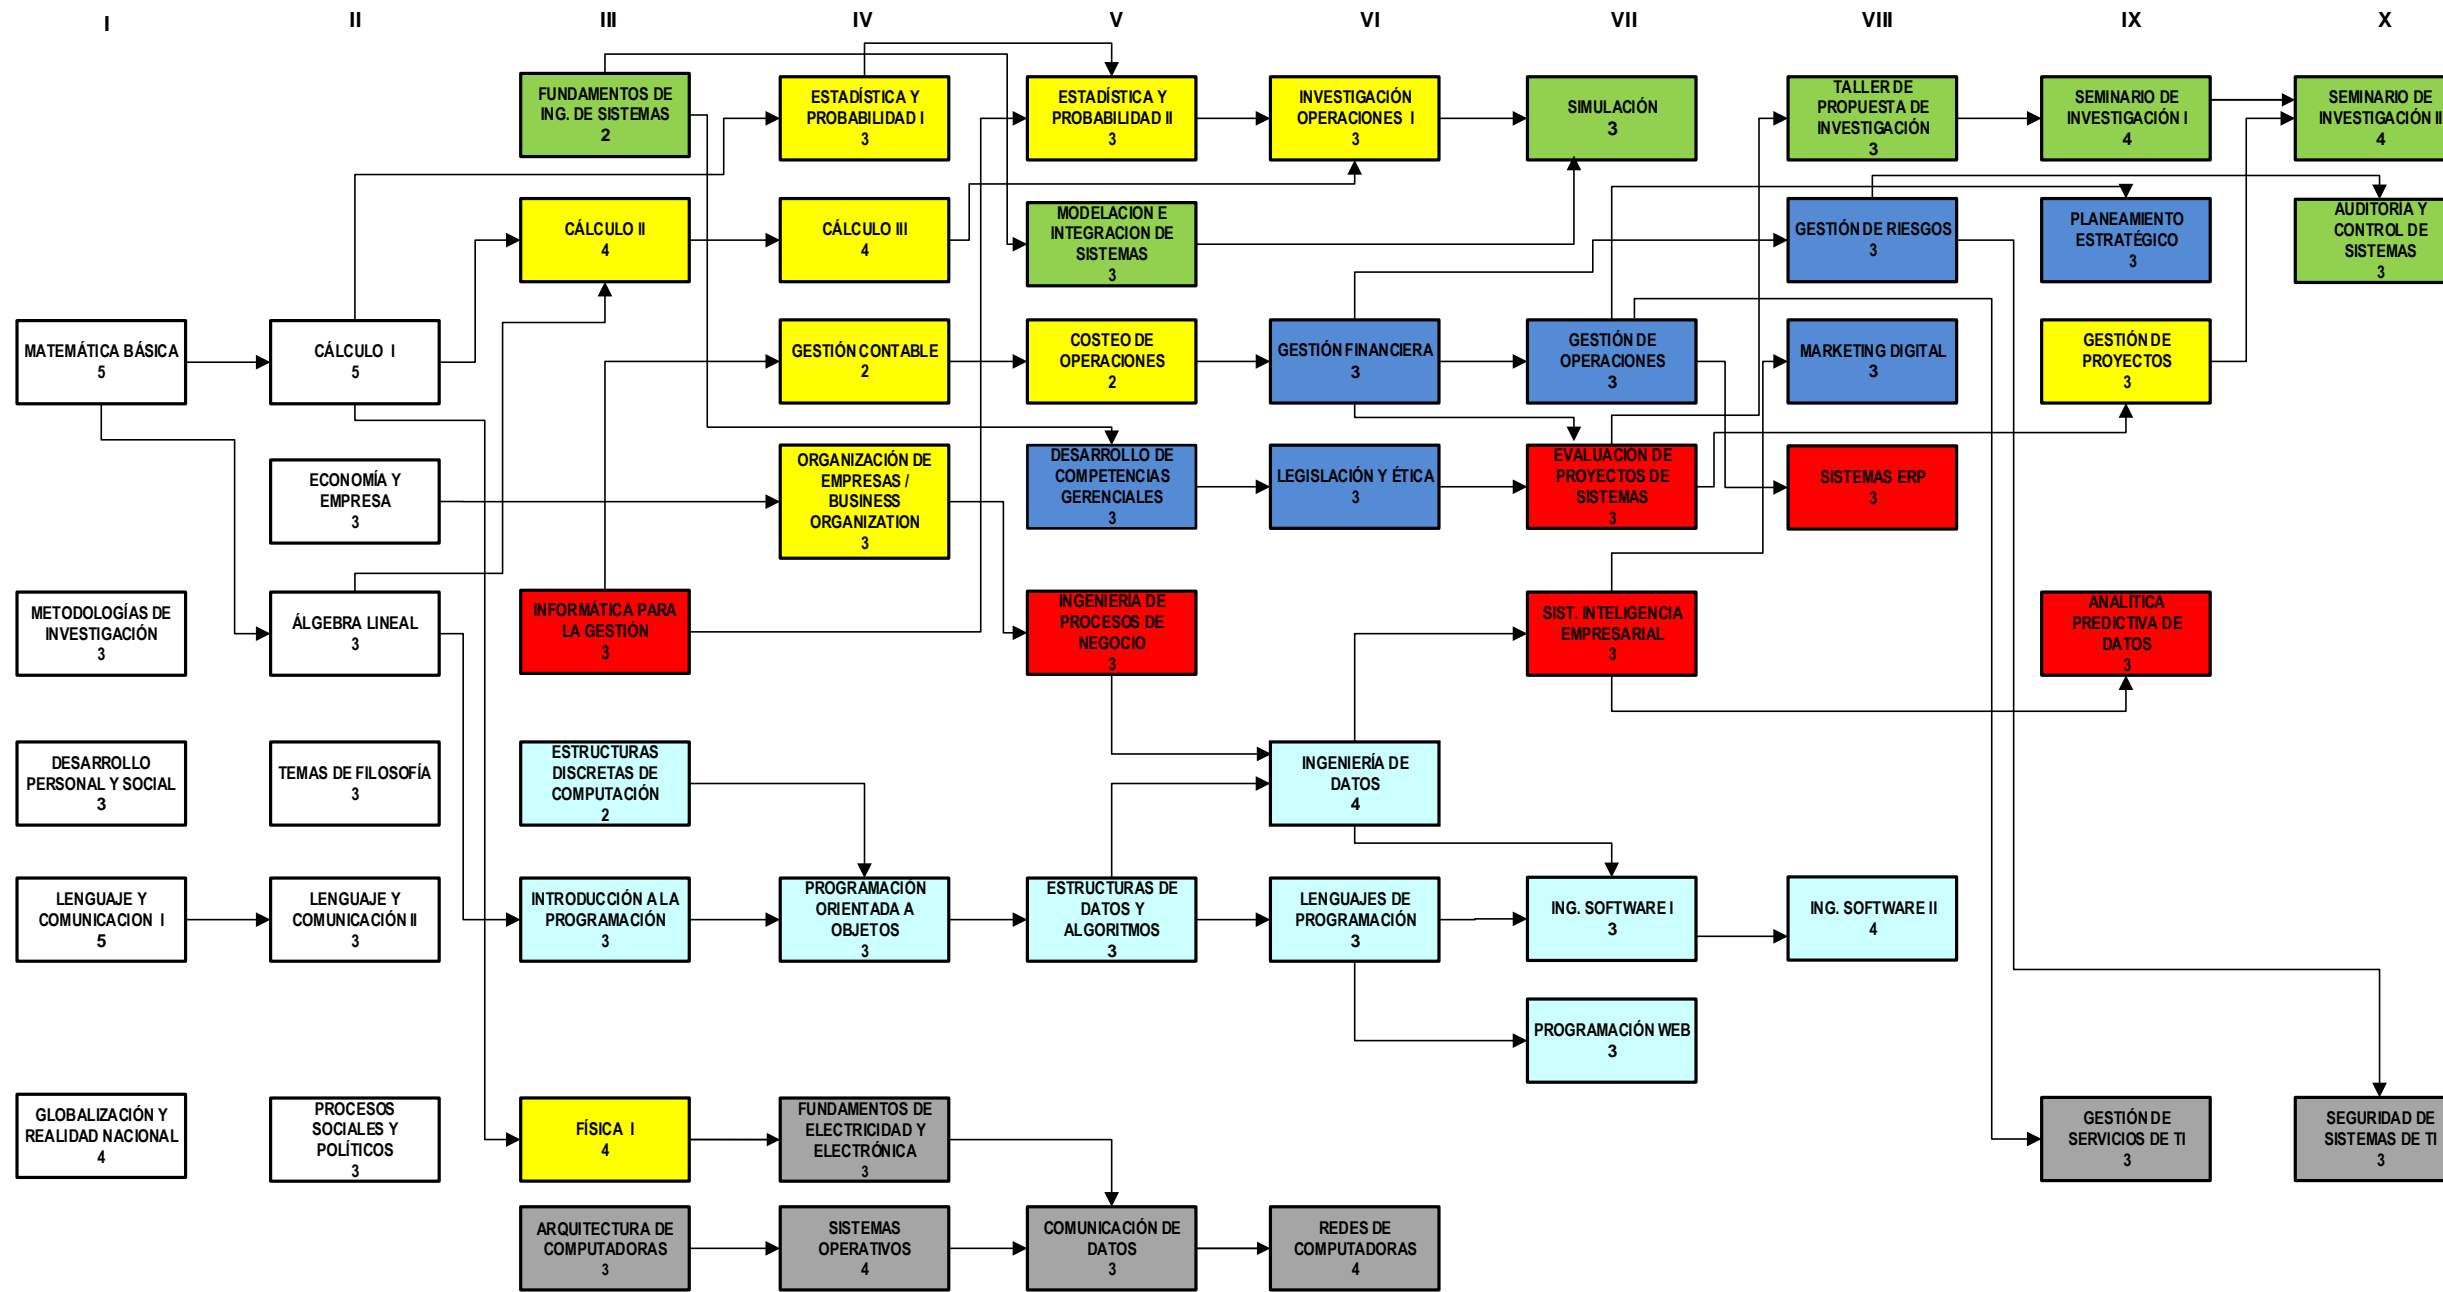 I
II
III
IV
V
VI
VII
VIII
IX
X
FUNDAMENTOS DE
ING. DE SISTEMAS
2
ESTADÍSTICA Y
PROBABILIDAD I
3
ESTADÍSTICA Y
PROBABILIDAD II
3
INVESTIGACIÓN
OPERACIONES I
3
SIMULACIÓN
3
TALLER DE
PROPUESTA DE
INVESTIGACIÓN
3
SEMINARIO DE
INVESTIGACIÓN I
4
SEMINARIO DE
INVESTIGACIÓN II
4
CÁLCULO II
4
CÁLCULO III
4
MODELACION E
INTEGRACION DE
SISTEMAS
3
GESTIÓN DE RIESGOS
3
PLANEAMIENTO
ESTRATÉGICO
3
AUDITORIA Y
CONTROL DE
SISTEMAS
3
MATEMÁTICA BÁSICA
5
CÁLCULO I
5
GESTIÓN CONTABLE
2
COSTEO DE
OPERACIONES
2
GESTIÓN FINANCIERA
3
GESTIÓN DE
OPERACIONES
3
MARKETING DIGITAL
3
GESTIÓN DE
PROYECTOS
3
ECONOMÍA Y
EMPRESA
3
ORGANIZACIÓN DE
EMPRESAS /
BUSINESS
ORGANIZATION
3
DESARROLLO DE
COMPETENCIAS
GERENCIALES
3
LEGISLACIÓN Y ÉTICA
3
EVALUACIÓN DE
PROYECTOS DE
SISTEMAS
3
SISTEMAS ERP
3
METODOLOGÍAS DE
INVESTIGACIÓN
3
ÁLGEBRA LINEAL
3
INFORMÁTICA PARA
LA GESTIÓN
3
INGENIERÍA DE
PROCESOS DE
NEGOCIO
3
SIST. INTELIGENCIA
EMPRESARIAL
3
ANALÍTICA
PREDICTIVA DE
DATOS
3
DESARROLLO
PERSONAL Y SOCIAL
3
TEMAS DE FILOSOFÍA
3
ESTRUCTURAS
DISCRETAS DE
COMPUTACIÓN
2
INGENIERÍA DE
DATOS
4
LENGUAJE Y
COMUNICACION I
5
LENGUAJE Y
COMUNICACIÓN II
3
INTRODUCCIÓN A LA
PROGRAMACIÓN
3
PROGRAMACIÓN
ORIENTADA A
OBJETOS
3
ESTRUCTURAS DE
DATOS Y
ALGORITMOS
3
LENGUAJES DE
PROGRAMACIÓN
3
ING. SOFTWARE I
3
ING. SOFTWARE II
4
PROGRAMACIÓN WEB
3
GLOBALIZACIÓN Y
REALIDAD NACIONAL
4
PROCESOS
SOCIALES Y
POLÍTICOS
3
FÍSICA I
4
FUNDAMENTOS DE
ELECTRICIDAD Y
ELECTRÓNICA
3
GESTIÓN DE
SERVICIOS DE TI
3
SEGURIDAD DE
SISTEMAS DE TI
3
ARQUITECTURA DE
COMPUTADORAS
3
SISTEMAS
OPERATIVOS
4
COMUNICACIÓN DE
DATOS
3
REDES DE
COMPUTADORAS
4